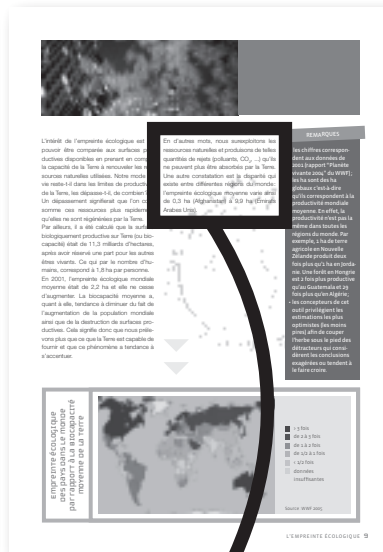 L'intérêt de l'empreinte écologique est
pouvoir être comparée aux surfaces
ductives disponibles en prenant en
la capacité de la Terre à renouveler les
sources naturelles utilisées. Notre mode
vie reste-t-il dans les limites de
de la Terre, les dépasse-t-il, de combien
Un dépassement signifierait que l'on
somme ces ressources plus
qu'elles ne sont régénérées par la Terre.
Par ailleurs, il a été calculé que la surface
biologiquement productive sur Terre (ou bio-
capacité) était de 11,3 milliards d'hectares,
après avoir réservé une part pour les autres
êtres vivants. Ce qui par le nombre d'hu-
mains, correspond à 1,8 ha par personne.
En 2001, l'empreinte écologique mondiale
moyenne était de 2,2 ha et elle ne cesse
d'augmenter. La biocapacité moyenne a,
quant à elle, tendance à diminuer du fait de
l'augmentation de la population mondiale
ainsi que de la destruction de surfaces pro-
ductives. Cela signifie donc que nous préle-
vons plus que ce que la Terre est capable de
fournir et que ce phénomène a tendance à
s'accentuer.
En d'autres mots, nous surexploitons les
ressources naturelles et produisons de telles
quantités de rejets (polluants, CO2, ...) qu'ils
ne peuvent plus être absorbés par la Terre.
Une autre constatation est la disparité qui
existe entre différentes régions du monde:
l'empreinte écologique moyenne varie ainsi
de 0,3 ha (Afghanistan) à 9,9 ha (Emirats
Arabes Unis).
REMARQUES
les chiffres correspon-
dent aux données de
2001 (rapport "Planète
vivante 2004" du WWF);
les ha sont des ha
globaux c'est-à-dire
qu'ils correspondent à la
productivité mondiale
moyenne. En effet, la
productivité n'est pas la
même dans toutes les
régions du monde. Par
exemple, 1 ha de terre
agricole en Nouvelle
Zélande produit deux
fois plus qu'1 ha en Jorda-
nie. Une forêt en Hongrie
est 2 fois plus productive
qu'au Guatemala et 29
fois plus qu'en Algérie;
- les concepteurs de cet
outil privilégient les
estimations les plus
optimistes (les moins
pires) afin de couper
l'herbe sous le pied des
détracteurs qui consi-
dèrent les conclusions
exagérées ou tendent à
le faire croire.
Empreinte écologique
des pays dans le monde
par rapport à la biocapacité
moyenne de la Terre
> 5 fois
de 2 à 5 fois
de 1 à 2 fois
de 1/2 à 1 fois
< 1/2 fois
données
insuffisantes
Source: WWF 2005
L'EMPREINTE ÉCOLOGIQUE 9